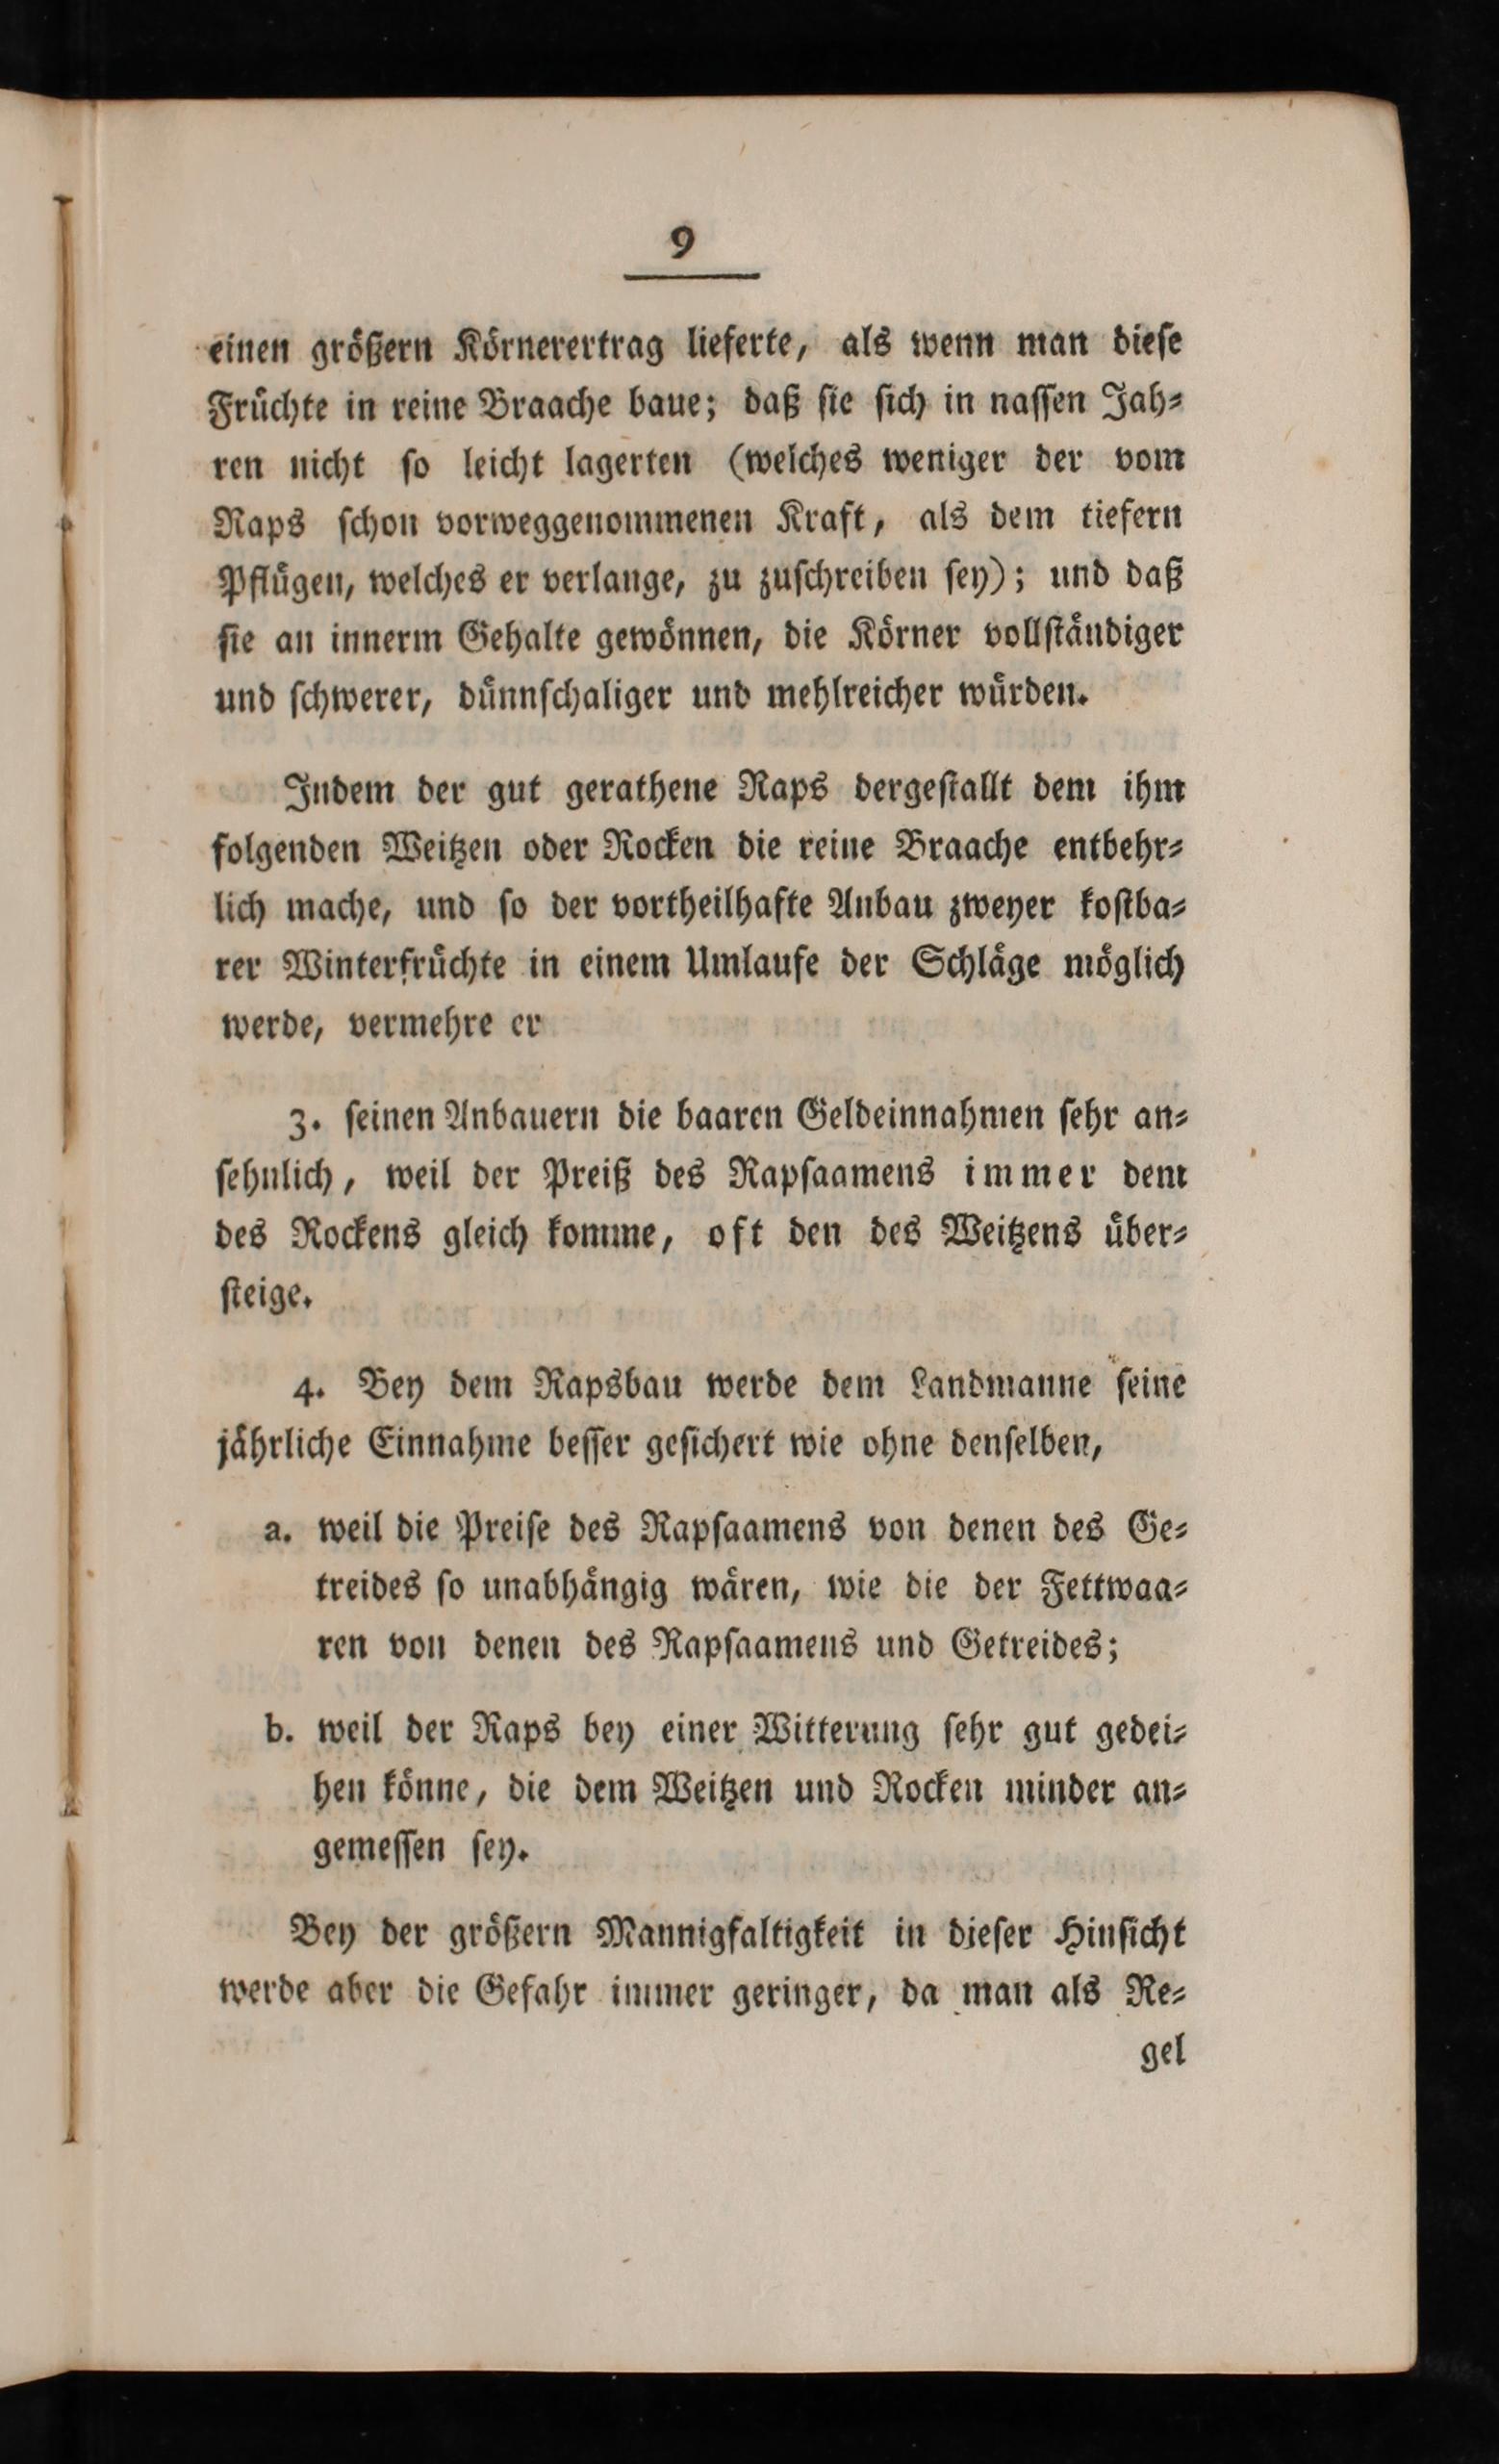 9
einen größern Körnerertrag lieferte, als wenn man dieſe
Früchte in reine Braache baue; daß ſie ſich in naſſen Jah⸗
ren nicht ſo leicht lagerten (welches weniger der vom
Raps ſchon vorweggenommenen Kraft, als dem tiefern
Pflügen, welches er verlange, zu zuſchreiben ſey); und daß
ſie an innerm Gehalte gewönnen, die Körner vollſtändiger
und ſchwerer, dünnſchaliger und mehlreicher würden.
Indem der gut gerathene Raps dergeſtallt dem ihm
folgenden Weitzen oder Rocken die reine Braache entbehr⸗
lich mache, und ſo der vortheilhafte Anbau zweyer koſtba⸗
rer Winterfrüchte in einem Umlaufe der Schläge möglich
werde, vermehre er
3. ſeinen Anbauern die baaren Geldeinnahmen ſehr an⸗
ſehnlich, weil der Preiß des Rapſaamens immer dem
des Rockens gleich komme, oft den des Weitzens über⸗
ſteige.
4. Bey dem Rapsbau werde dem Landmanne ſeine
jährliche Einnahme beſſer geſichert wie ohne denſelben,
a. weil die Preiſe des Rapſaamens von denen des Ge⸗
treides ſo unabhängig wären, wie die der Fettwaa⸗
ren von denen des Rapſaamens und Getreides;
b. weil der Raps bey einer Witterung ſehr gut gedei⸗
hen könne, die dem Weitzen und Rocken minder an⸗
gemeſſen ſey.
Bey der größern Mannigfaltigkeit in dieſer Hinſicht
werde aber die Gefahr immer geringer, da man als Re⸗
gel